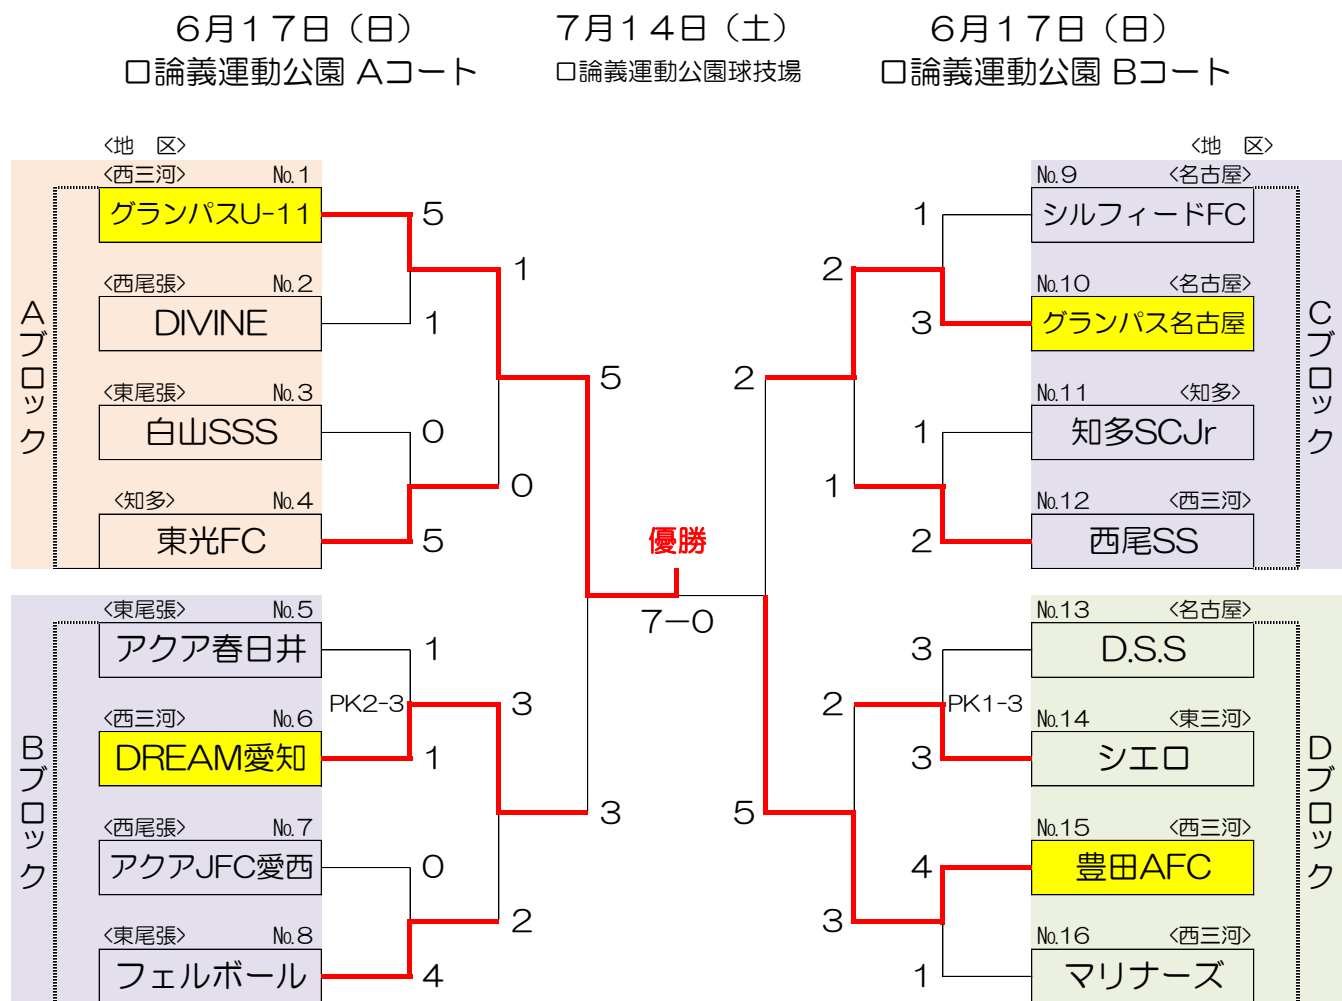 6月17日（日）
口論義運動公園 Aコート
7月14日（土）
口論義運動公園球技場
6月17日（日）
口論義運動公園 Bコート
<地　区>
Aブロック
<西三河> No.1
グランパスU-11
5
<西尾張> No.2
DIVINE
1
1
<東尾張> No.3
白山SSS
0
<知多> No.4
東光FC
5
0
5
Bブロック
<東尾張> No.5
アクア春日井
1
PK2-3
<西三河> No.6
DREAM愛知
1
3
<西尾張> No.7
アクアJFC愛西
0
<東尾張> No.8
フェルボール
4
2
3
優勝
7－0
<地　区>
Cブロック
No.9 <名古屋>
シルフィードFC
1
No.10 <名古屋>
グランパス名古屋
3
2
No.11 <知多>
知多SCJr
1
No.12 <西三河>
西尾SS
2
1
2
Dブロック
No.13 <名古屋>
D.S.S
3
PK1-3
No.14 <東三河>
シエロ
3
2
No.15 <西三河>
豊田AFC
4
No.16 <西三河>
マリナーズ
1
3
5